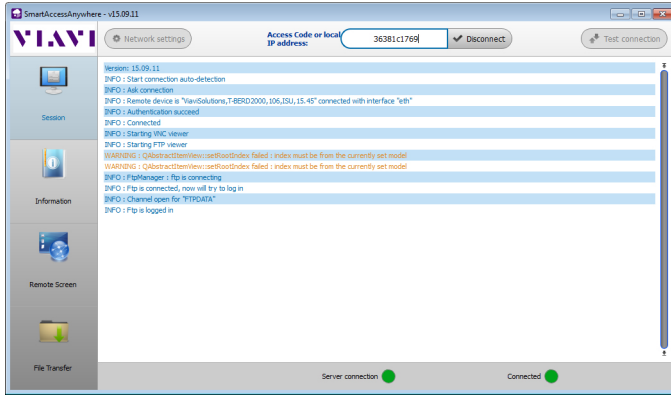 SmartAccessAnywhere - v15.09.11
VIAVI
Network settings
Access Code or local IP address:
36381c1769
Disconnect
Test connection
Session
Information
Remote Screen
File Transfer
Version: 15.09.11
INFO : Start connection auto-detection
INFO : Ask connection
INFO : Remote device is "ViaviSolutions,T-BERD2000,106,ISU,15.45" connected with interface "eth"
INFO : Authentication succeed
INFO : Connected
INFO : Starting VNC viewer
INFO : Starting FTP viewer
WARNING : QAbstractItemView::setRootIndex failed : index must be from the currently set model
WARNING : QAbstractItemView::setRootIndex failed : index must be from the currently set model
INFO : FtpManager : ftp is connecting
INFO : Ftp is connected, now will try to log in
INFO : Channel open for "FTPDATA"
INFO : Ftp is logged in
Server connection
Connected